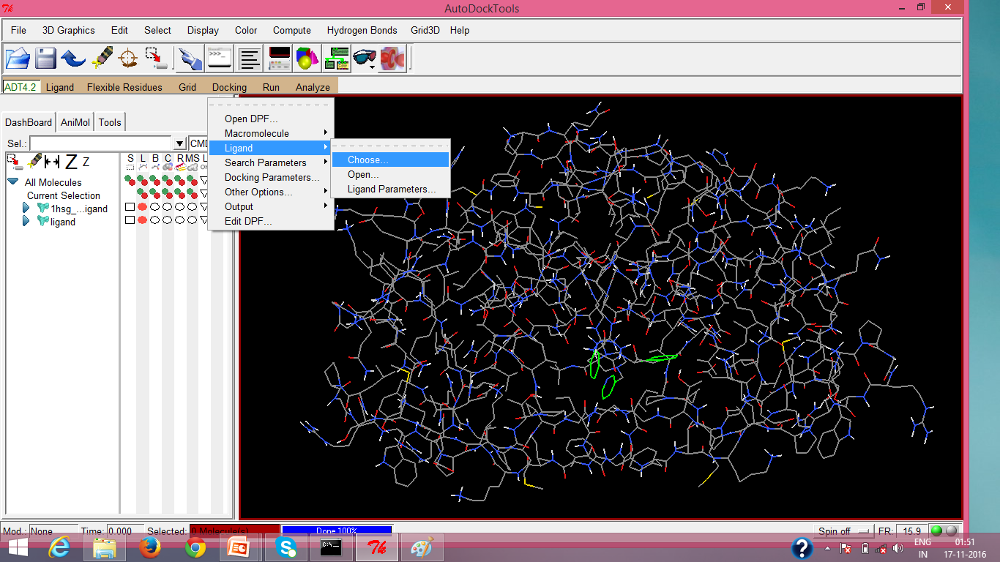 AutoDockTools
File 3D Graphics Edit Select Display Color Compute Hydrogen Bonds Grid3D Help
ADT4.2 Ligand Flexible Residues Grid Docking Run Analyze
DashBoard AniMol Tools
Sel.: CMD
Z Z
S L B C R MS L
All Molecules
Current Selection
1hsg_...igand
ligand
Open DPF...
Macromolecule
Ligand
Search Parameters
Docking Parameters...
Other Options...
Output
Edit DPF...
Choose...
Open...
Ligand Parameters...
Mod.: None Time: 0.000 Selected: 0 Molecule(s) Done 100% Spin off FR: 15.9
ENG 01:51
IN 17-11-2016